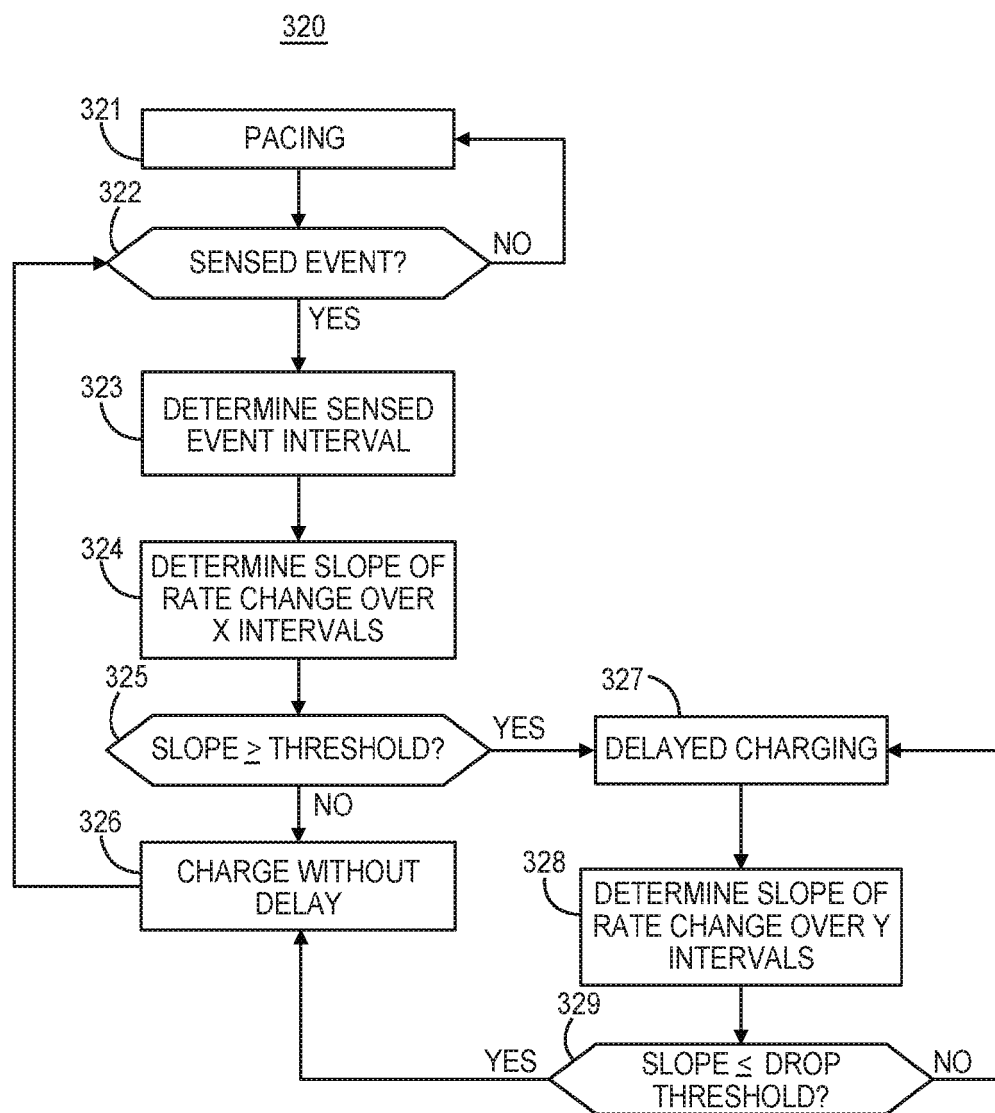 320
321
PACING
322
SENSED EVENT?
NO
YES
323
DETERMINE SENSED
EVENT INTERVAL
324
DETERMINE SLOPE OF
RATE CHANGE OVER
X INTERVALS
325
SLOPE ≥ THRESHOLD?
YES
NO
326
CHARGE WITHOUT
DELAY
327
DELAYED CHARGING
328
DETERMINE SLOPE OF
RATE CHANGE OVER Y
INTERVALS
329
YES
SLOPE ≤ DROP
THRESHOLD?
NO